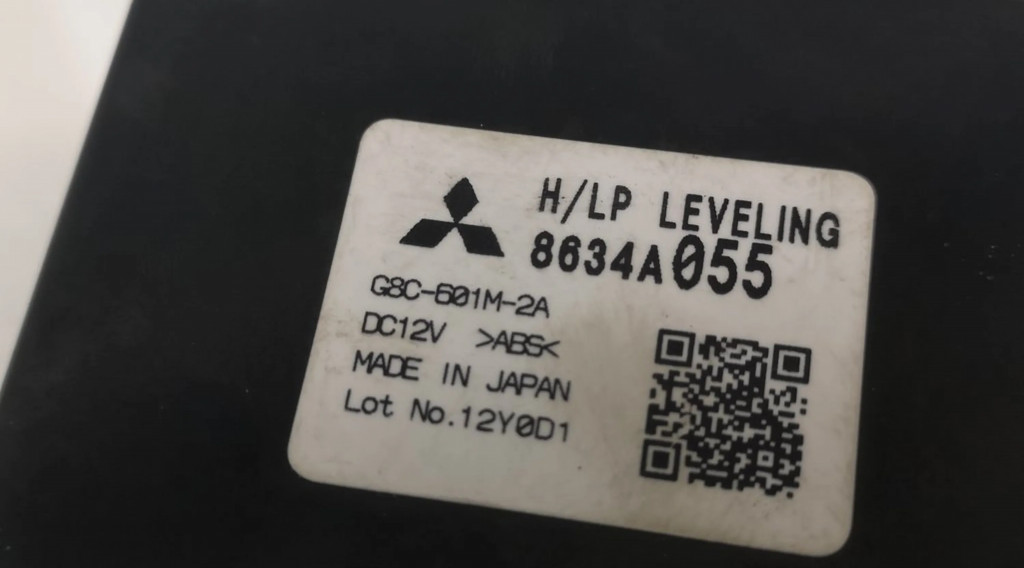 H/LP LEVELING
8634A055
G8C-601M-2A
DC12V >ABS<
MADE IN JAPAN
Lot No.12Y0D1